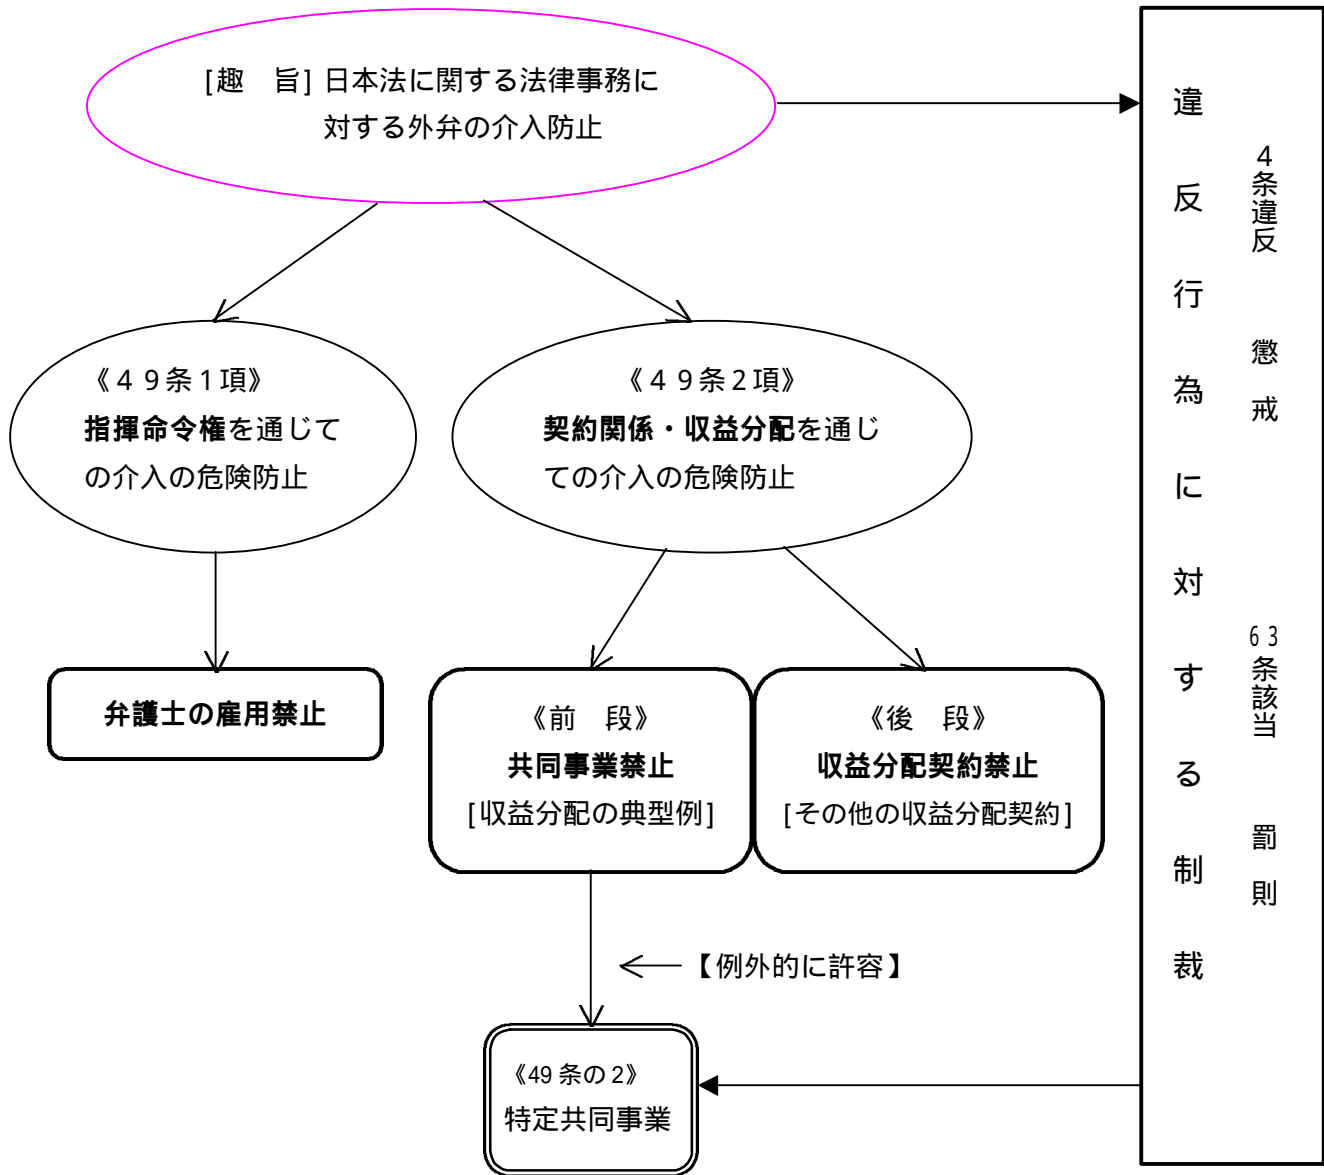 [趣　旨] 日本法に関する法律事務に
対する外弁の介入防止
《４９条１項》
指揮命令権を通じて
の介入の危険防止
《４９条２項》
契約関係・収益分配を通じ
ての介入の危険防止
弁護士の雇用禁止
《前　段》
共同事業禁止
[収益分配の典型例]
《後　段》
収益分配契約禁止
[その他の収益分配契約]
【例外的に許容】
《49 条の２》
特定共同事業
違反行為に対する制裁
４条違反　　懲　戒
６３条該当　　罰　則